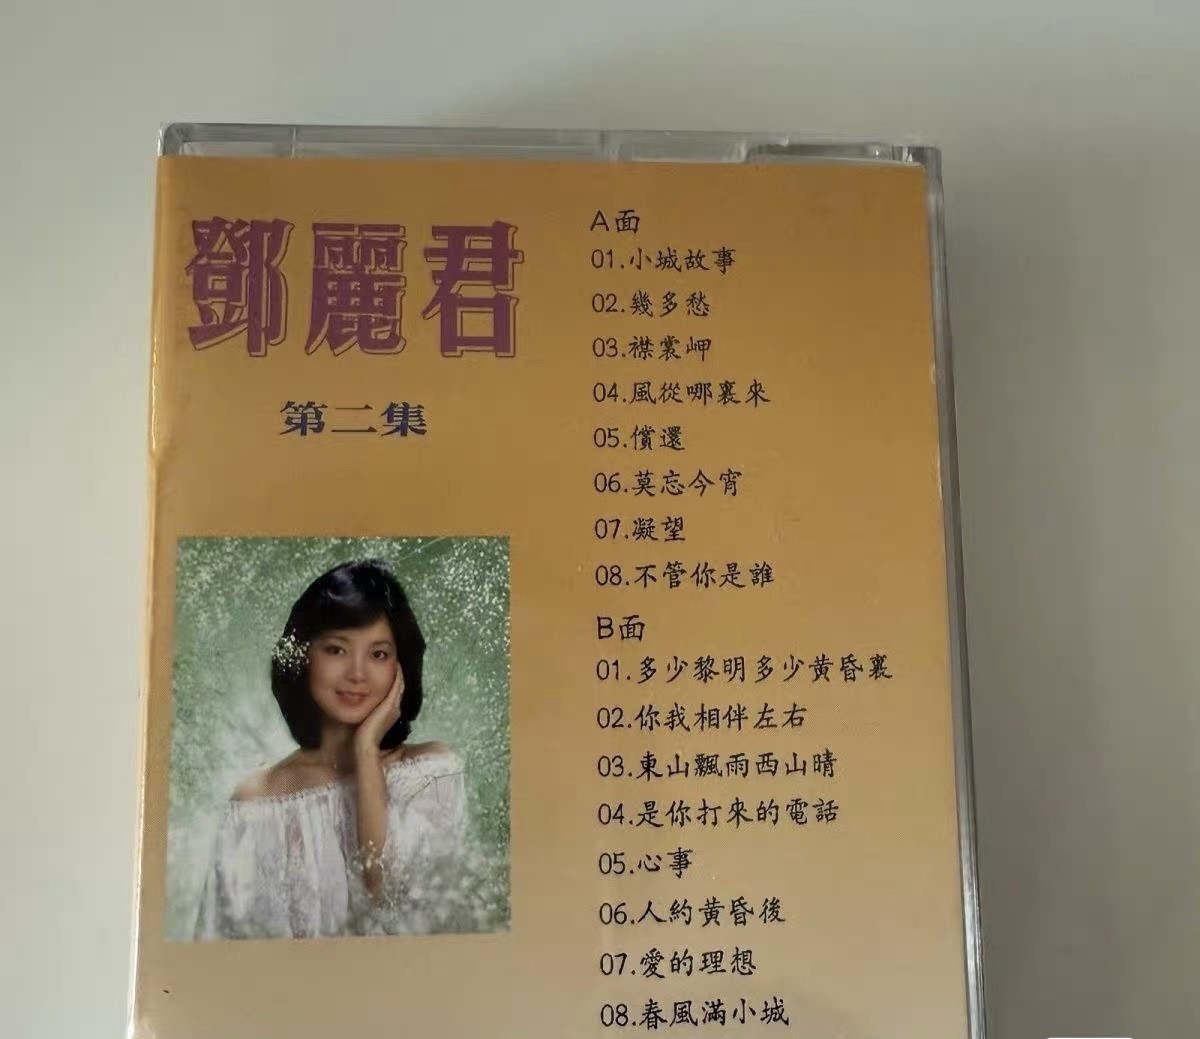 鄧麗君
第二集
A面
01.小城故事
02.幾多愁
03.襟裳岬
04.風從哪裏來
05.償還
06.莫忘今宵
07.凝望
08.不管你是誰
B面
01.多少黎明多少黄昏裏
02.你我相伴左右
03.東山飄雨西山晴
04.是你打來的電話
05.心事
06.人約黄昏後
07.愛的理想
08.春風滿小城